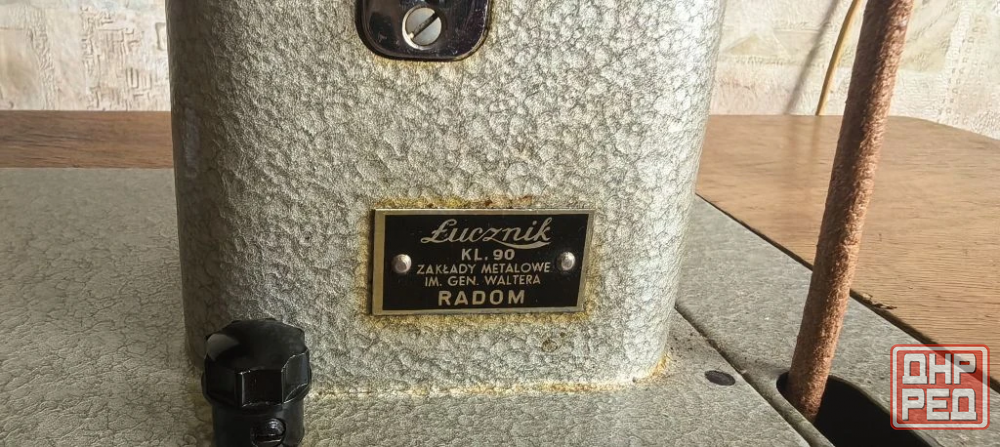 Łucznik
KL. 90
ZAKŁADY METALOWE
IM. GEN. WALTERA
RADOM
ДНР
РЕД